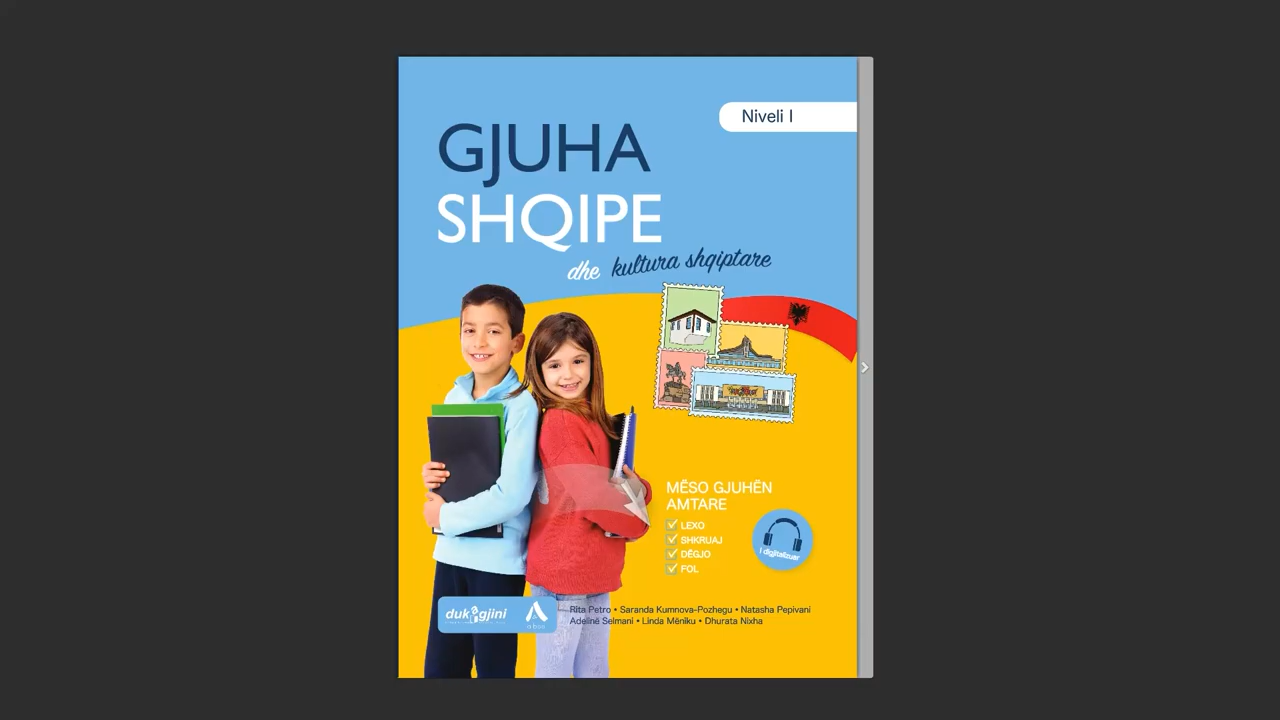 Niveli I
GJUHA
SHQIPE
dhe kultura shqiptare
MËSO GJUHËN
AMTARE
LEXO
SHKRUAJ
DËGJO
FOL
I digjitalizuar
dukagjini
Rita Petro • Saranda Kumnova-Pozhegu • Natasha Pepivani
Adelinë Selmani • Linda Mëniku • Dhurata Nixha